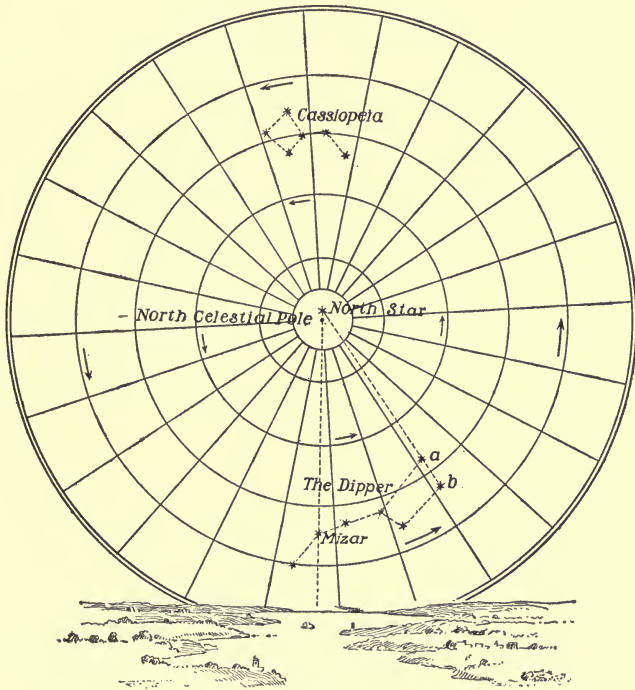 Cassiopeia
North Star
North Celestial Pole
a
b
The Dipper
Mizar